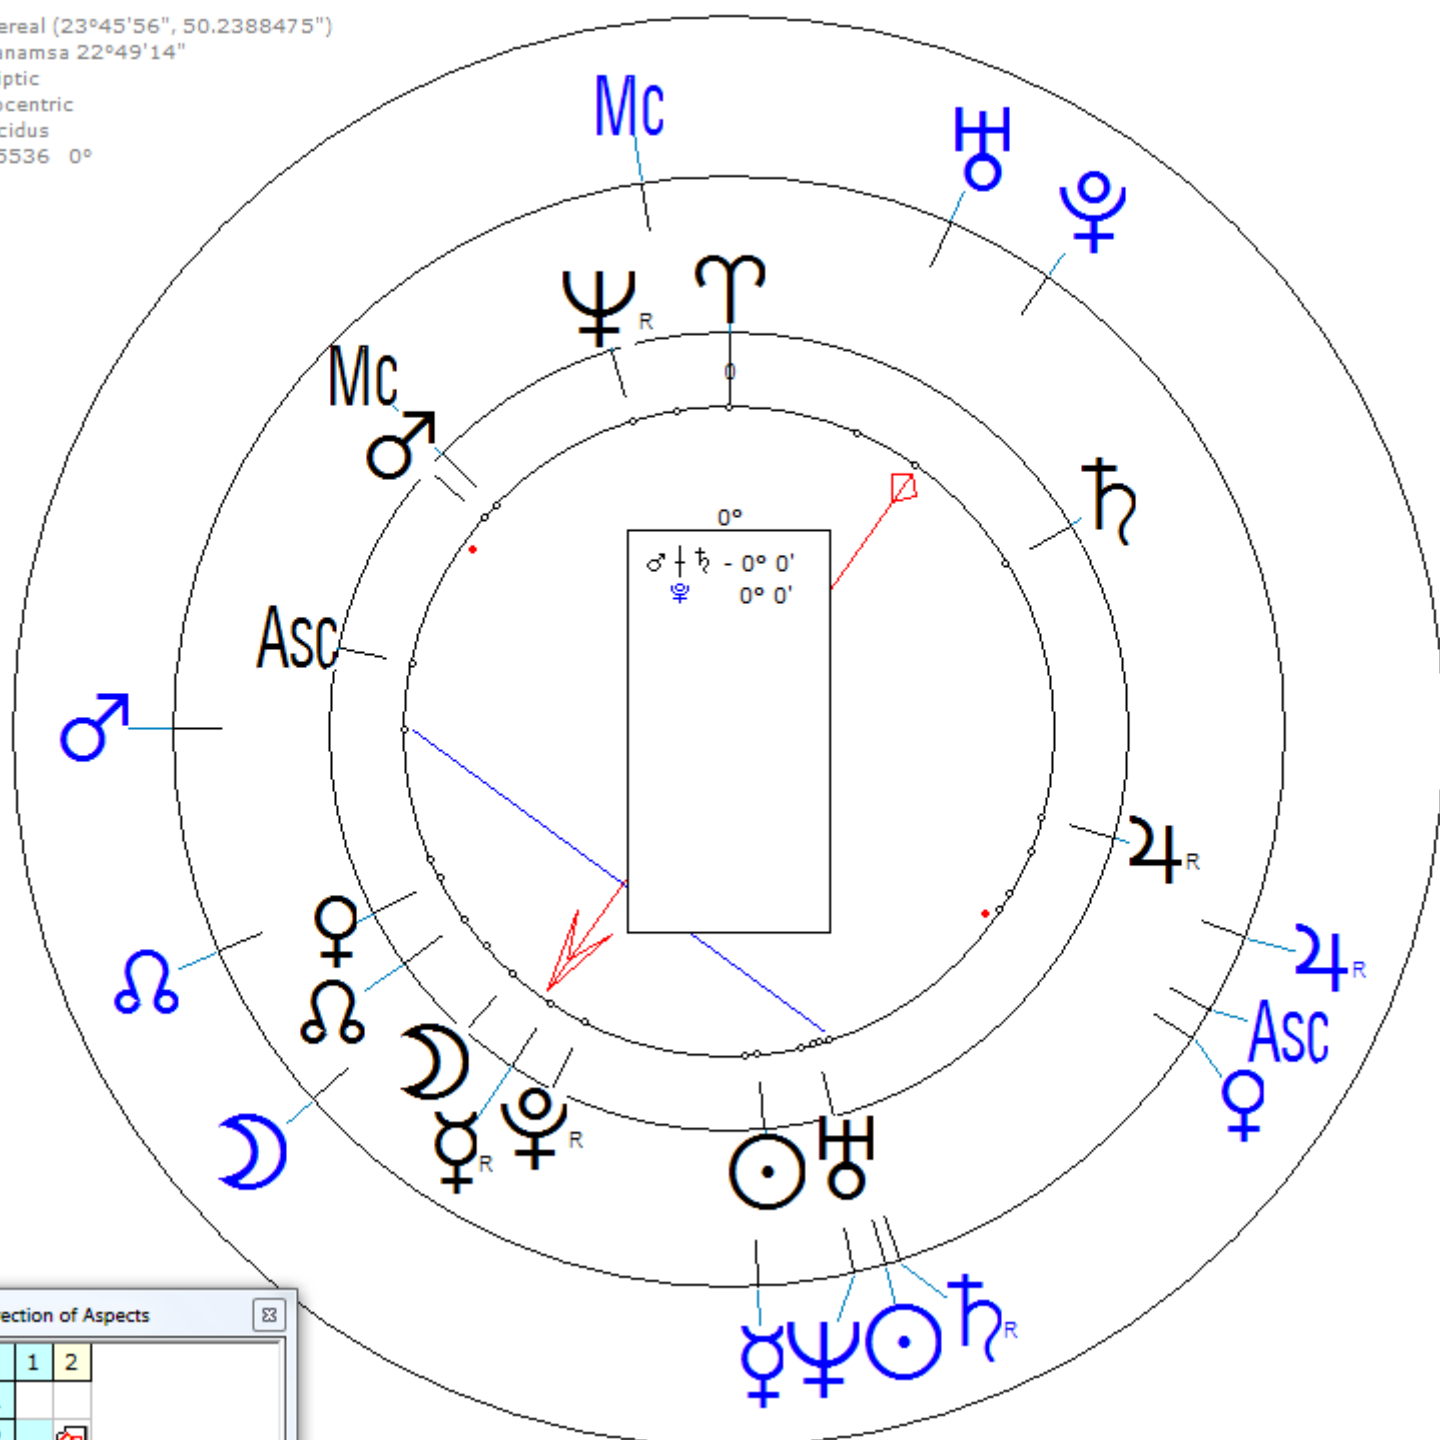 ereal (23°45'56", 50.2388475")
anamsa 22°49'14"
iptic
ocentric
cidus
5536 0°
Mc
♅
♇
♆ R
♈
0
Mc
♂
♄
0°
♂┼♄ - 0° 0'
♇ 0° 0'
Asc
♂
♃ R
♀
☊
♃ R
☊
Asc
☽
♀
☿ R
♇ R
☽
☉
♅
☿
♆
☉
♄ R
ection of Aspects
1 2